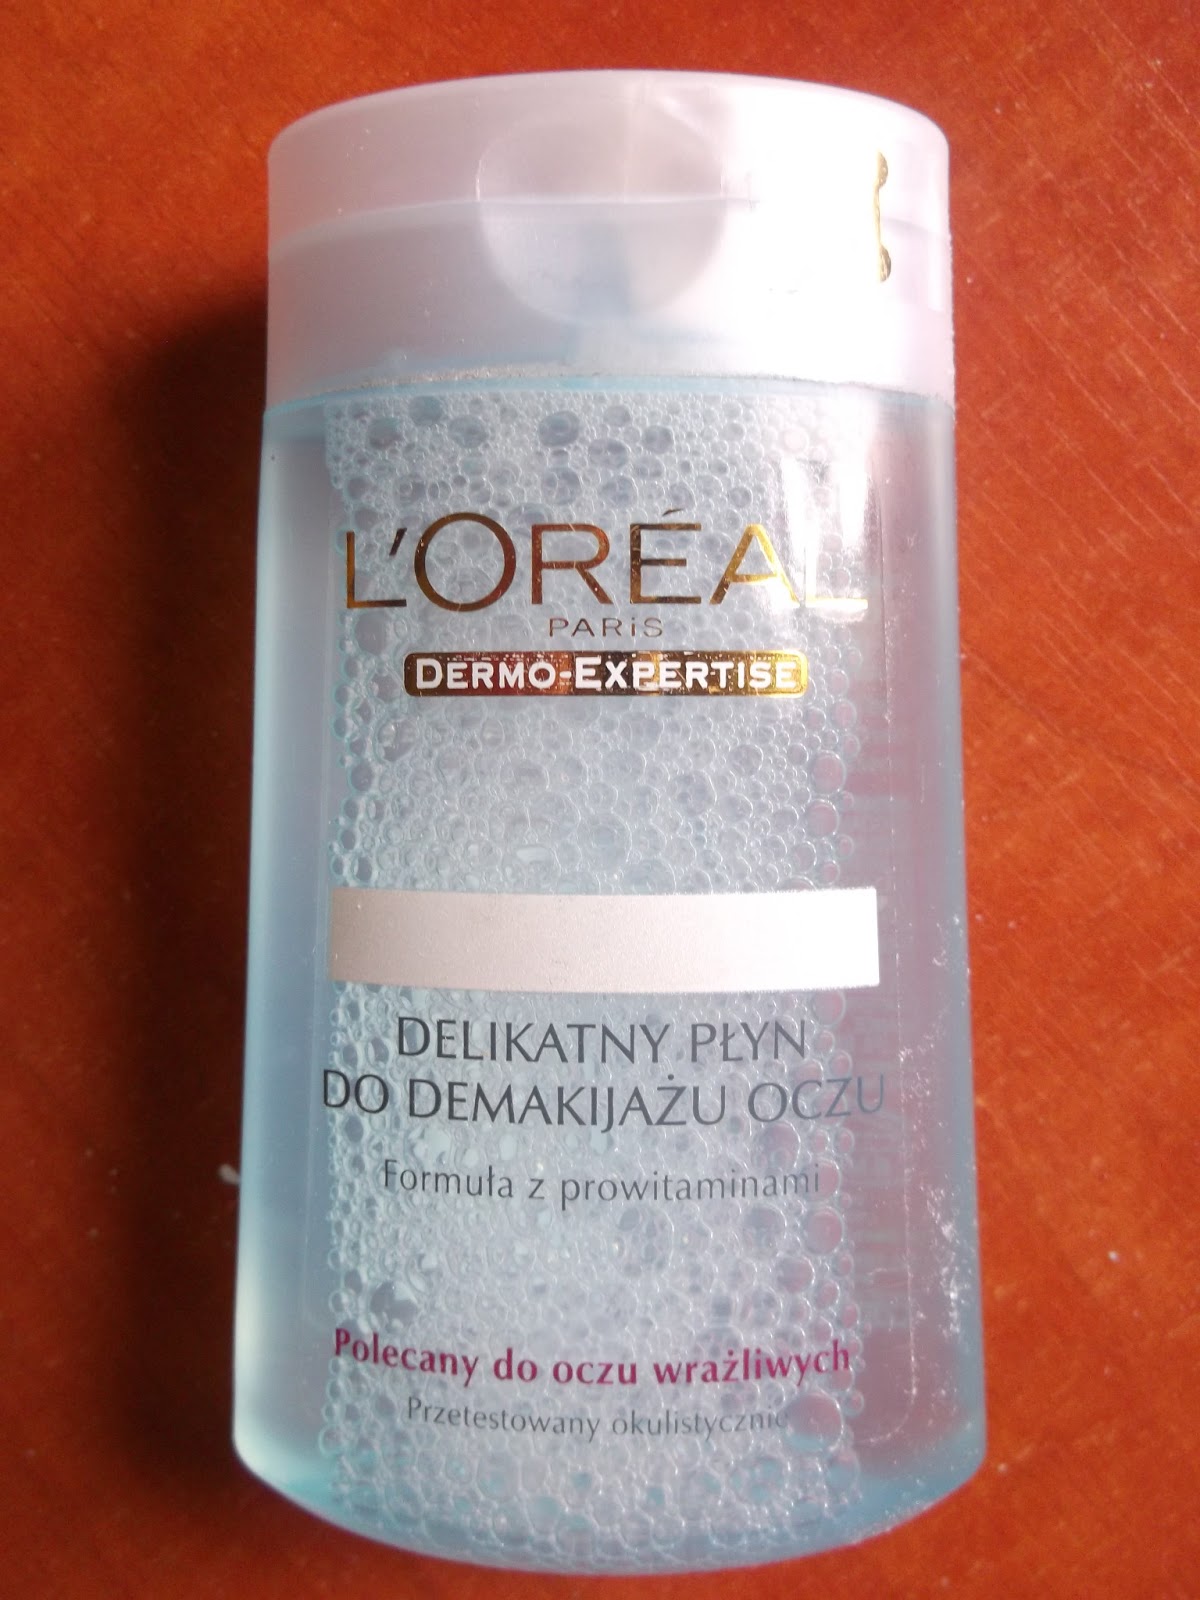 L'ORÉAL
PARiS
DERMO-EXPERTISE
DELIKATNY PŁYN
DO DEMAKIJAŻU OCZU
Formuła z prowitaminami
Polecany do oczu wrażliwych
Przetestowany okulistycznie